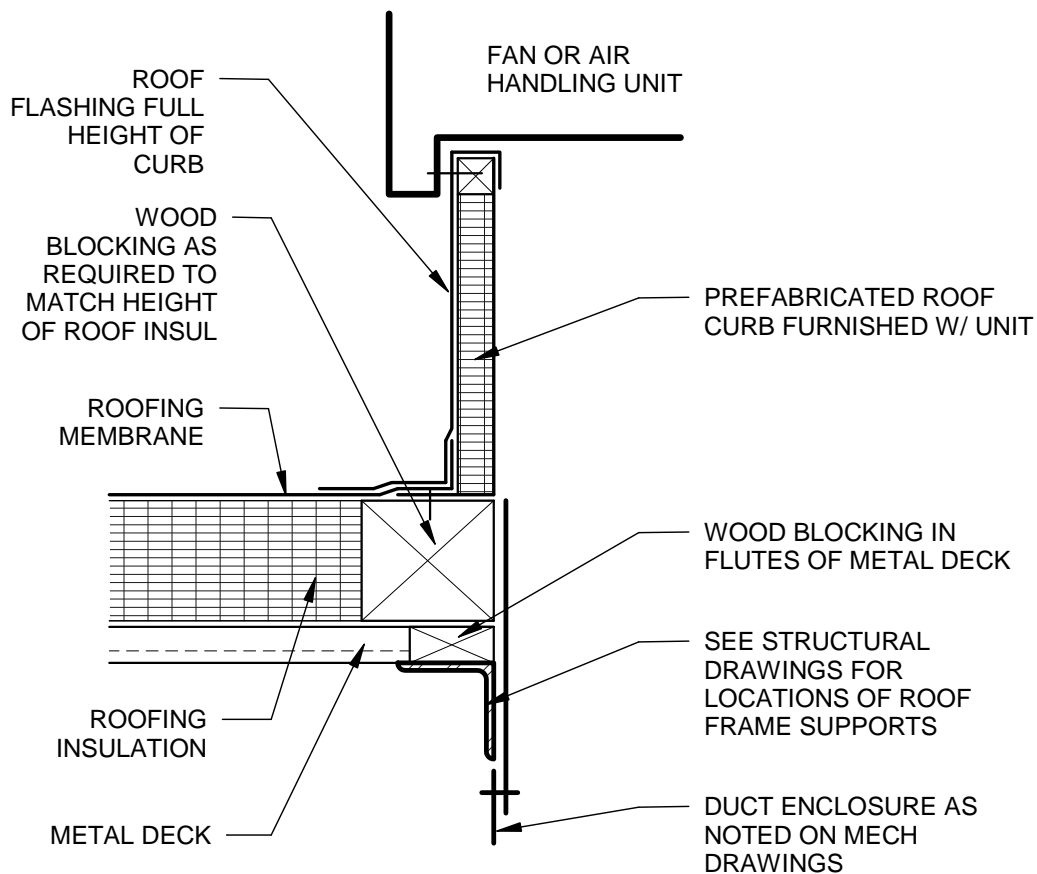 FAN OR AIR
HANDLING UNIT
ROOF
FLASHING FULL
HEIGHT OF
CURB
WOOD
BLOCKING AS
REQUIRED TO
MATCH HEIGHT
OF ROOF INSUL
ROOFING
MEMBRANE
ROOFING
INSULATION
METAL DECK
PREFABRICATED ROOF
CURB FURNISHED W/ UNIT
WOOD BLOCKING IN
FLUTES OF METAL DECK
SEE STRUCTURAL
DRAWINGS FOR
LOCATIONS OF ROOF
FRAME SUPPORTS
DUCT ENCLOSURE AS
NOTED ON MECH
DRAWINGS